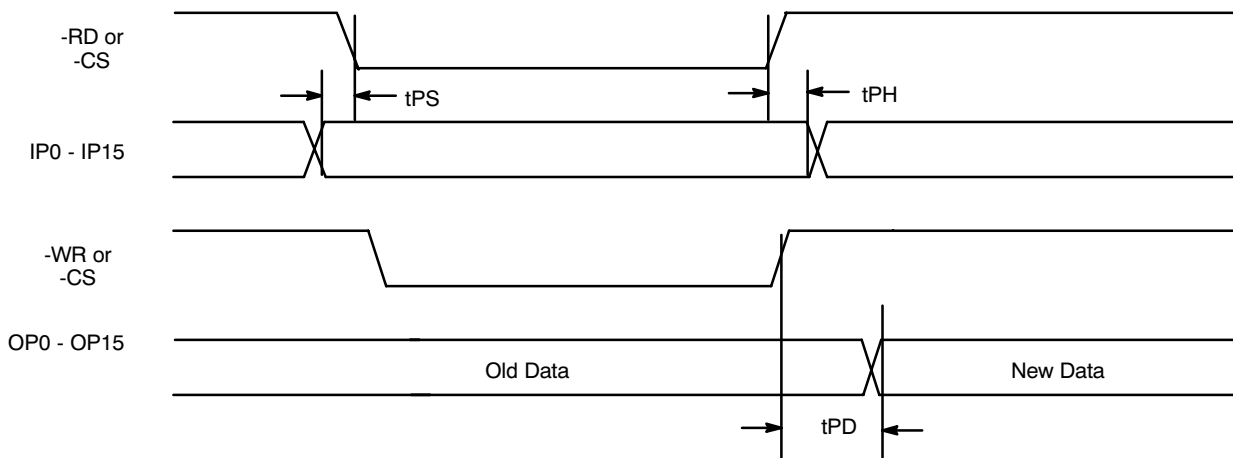 -RD or
-CS
tPS
tPH
IP0 - IP15
-WR or
-CS
OP0 - OP15
Old Data
New Data
tPD